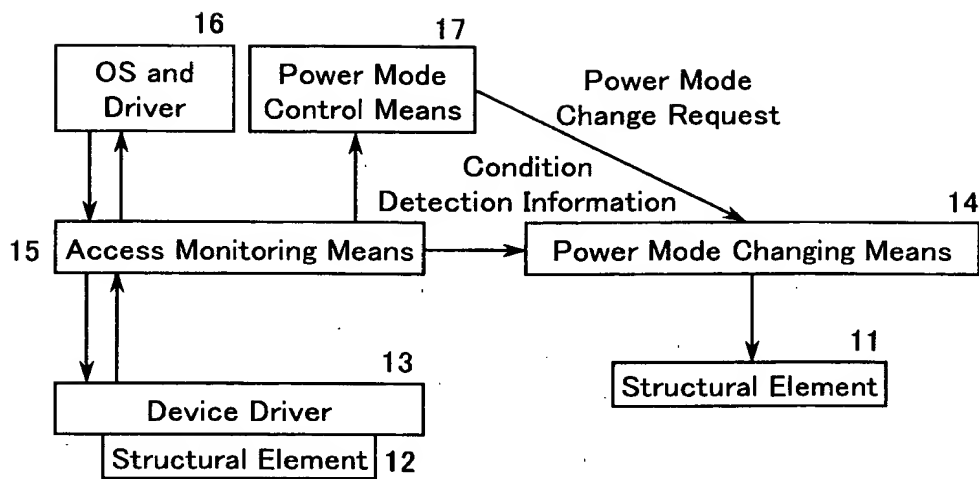 16
17
OS and
Driver
Power Mode
Control Means
Power Mode
Change Request
Condition
Detection Information
14
15
Access Monitoring Means
Power Mode Changing Means
13
11
Device Driver
Structural Element
Structural Element
12